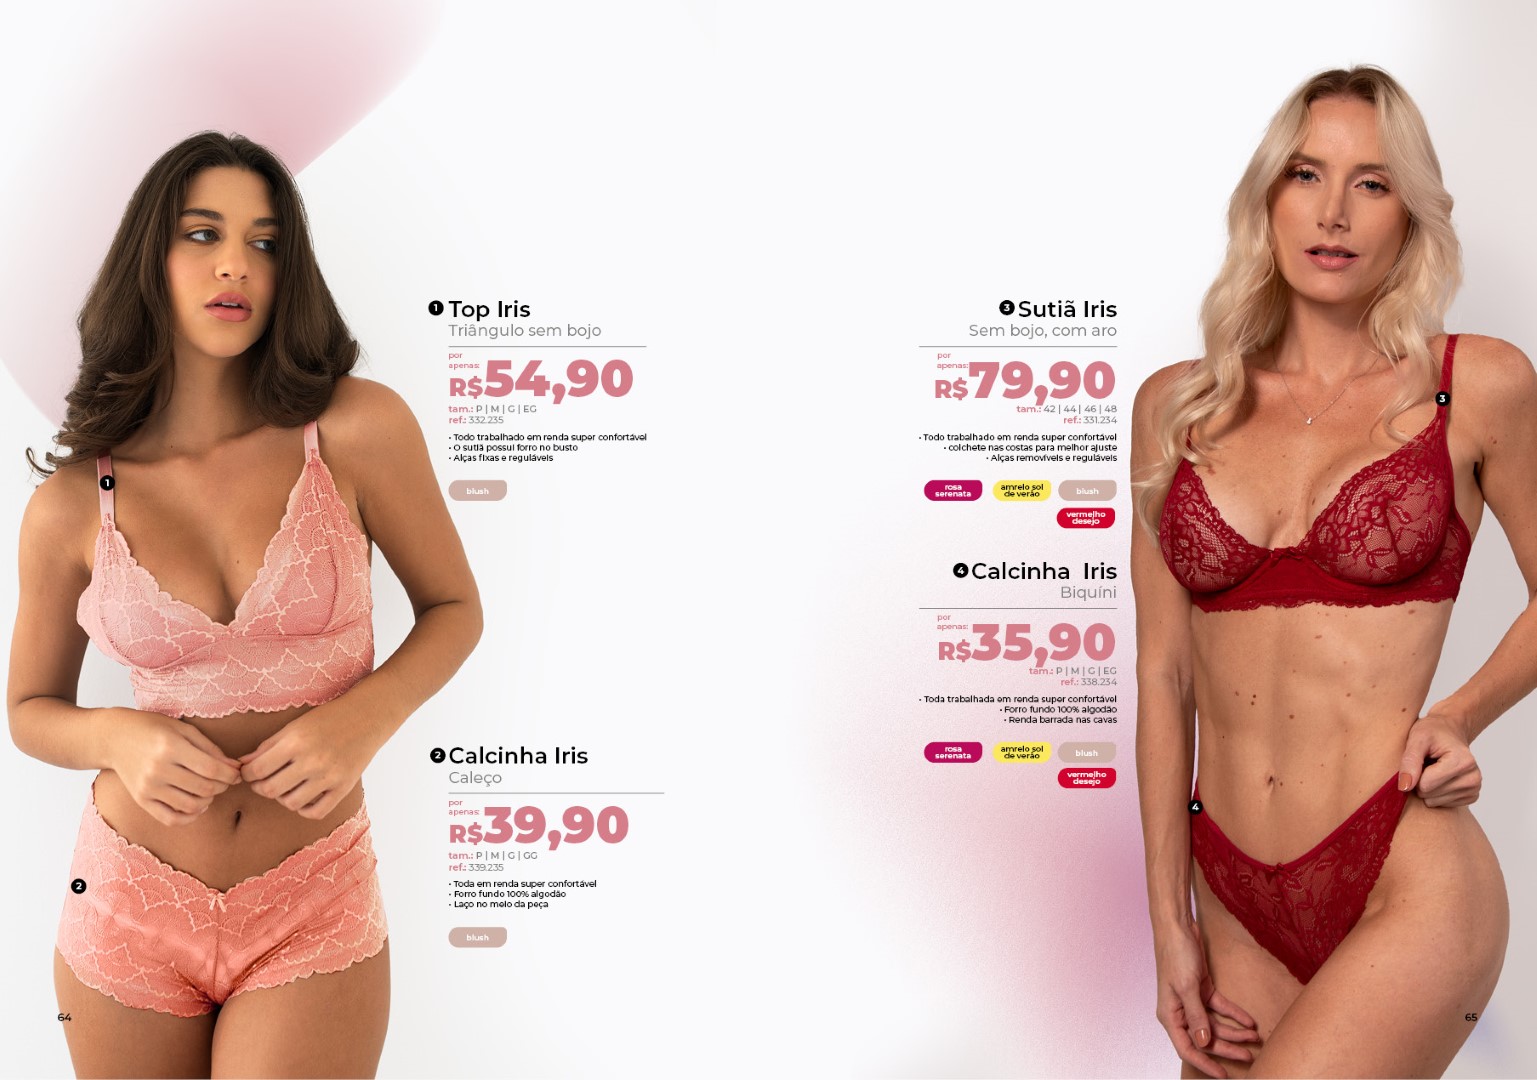 1 Top Iris
Triângulo sem bojo
por
apenas:
R$54,90
tam.: P | M | G | EG
ref.: 332.235
• Todo trabalhado em renda super confortável
• O sutiã possui forro no busto
• Alças fixas e reguláveis
blush
1
2 Calcinha Iris
Caleço
por
apenas:
R$39,90
tam.: P | M | G | GG
ref.: 339.235
• Toda em renda super confortável
• Forro fundo 100% algodão
• Laço no meio da peça
blush
2
64
3 Sutiã Iris
Sem bojo, com aro
por
apenas:
R$79,90
tam.: 42 | 44 | 46 | 48
ref.: 331.234
• Todo trabalhado em renda super confortável
• colchete nas costas para melhor ajuste
• Alças removíveis e reguláveis
rosa
serenata
amrelo sol
de verão
blush
vermelho
desejo
3
4 Calcinha Iris
Biquíni
por
apenas:
R$35,90
tam.: P | M | G | EG
ref.: 338.234
• Toda trabalhada em renda super confortável
• Forro fundo 100% algodão
• Renda barrada nas cavas
rosa
serenata
amrelo sol
de verão
blush
vermelho
desejo
4
65